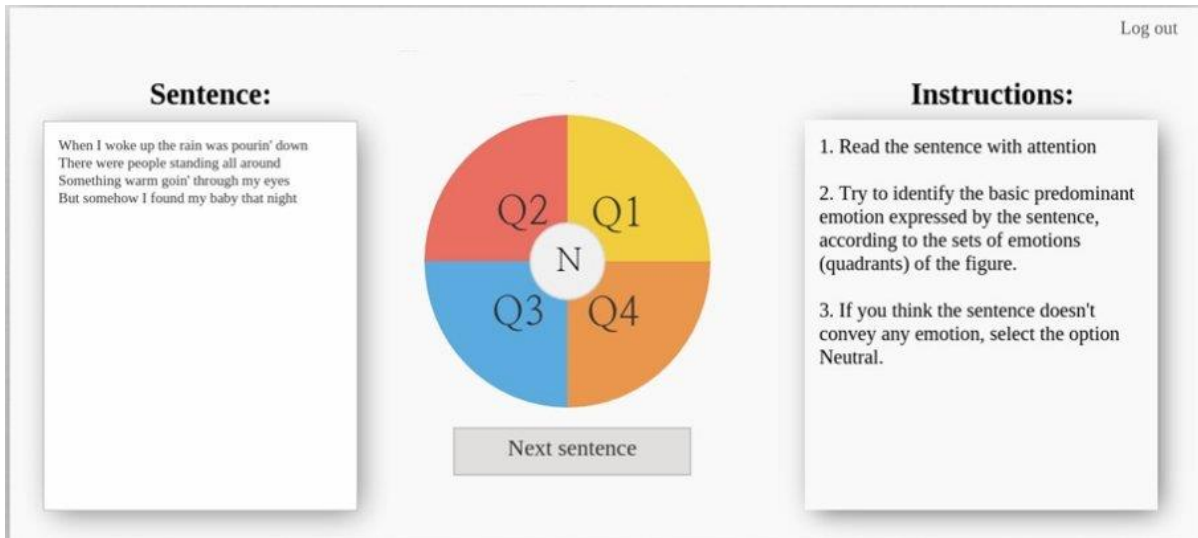 Log out
Sentence:
When I woke up the rain was pourin' down
There were people standing all around
Something warm goin' through my eyes
But somehow I found my baby that night
Q2
Q1
N
Q3
Q4
Next sentence
Instructions:
1. Read the sentence with attention
2. Try to identify the basic predominant
emotion expressed by the sentence,
according to the sets of emotions
(quadrants) of the figure.
3. If you think the sentence doesn't
convey any emotion, select the option
Neutral.